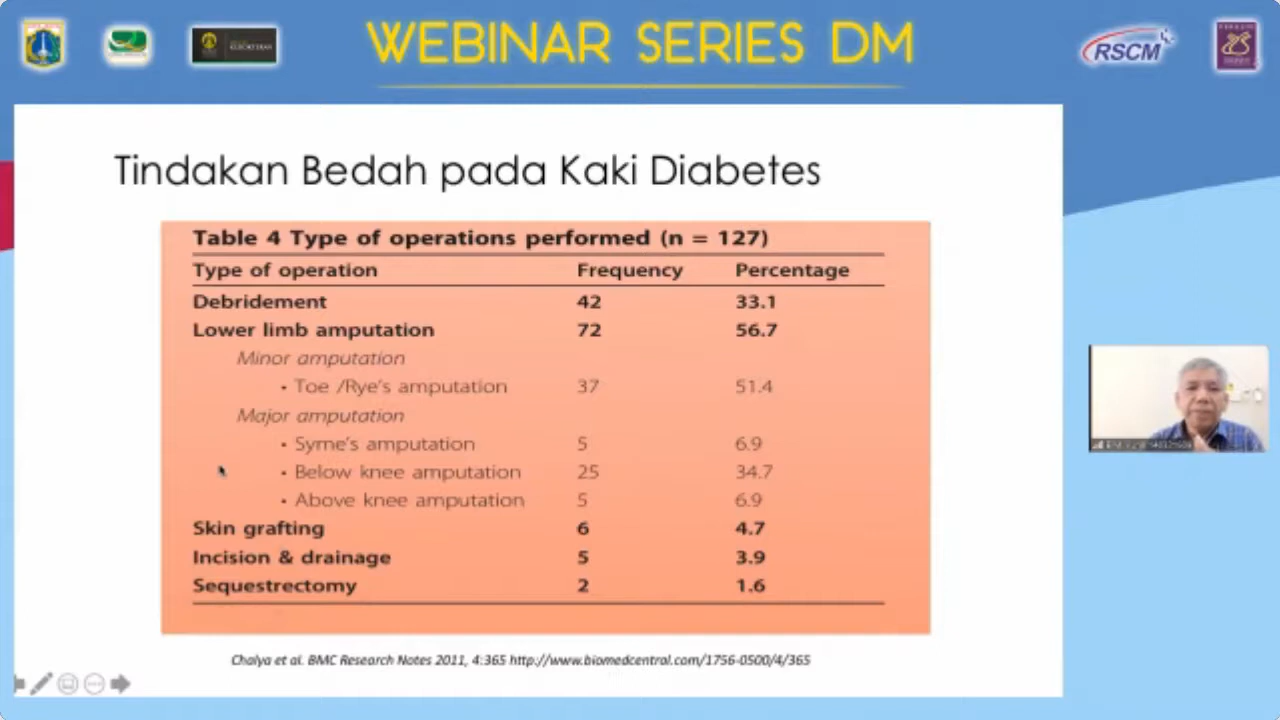 WEBINAR SERIES DM
RSCM
Tindakan Bedah pada Kaki Diabetes
Table 4 Type of operations performed (n = 127)
Type of operation Frequency Percentage
Debridement 42 33.1
Lower limb amputation 72 56.7
Minor amputation
• Toe /Rye's amputation 37 51.4
Major amputation
• Syme's amputation 5 6.9
• Below knee amputation 25 34.7
• Above knee amputation 5 6.9
Skin grafting 6 4.7
Incision & drainage 5 3.9
Sequestrectomy 2 1.6
Chalya et al. BMC Research Notes 2011, 4:365 http://www.biomedcentral.com/1756-0500/4/365